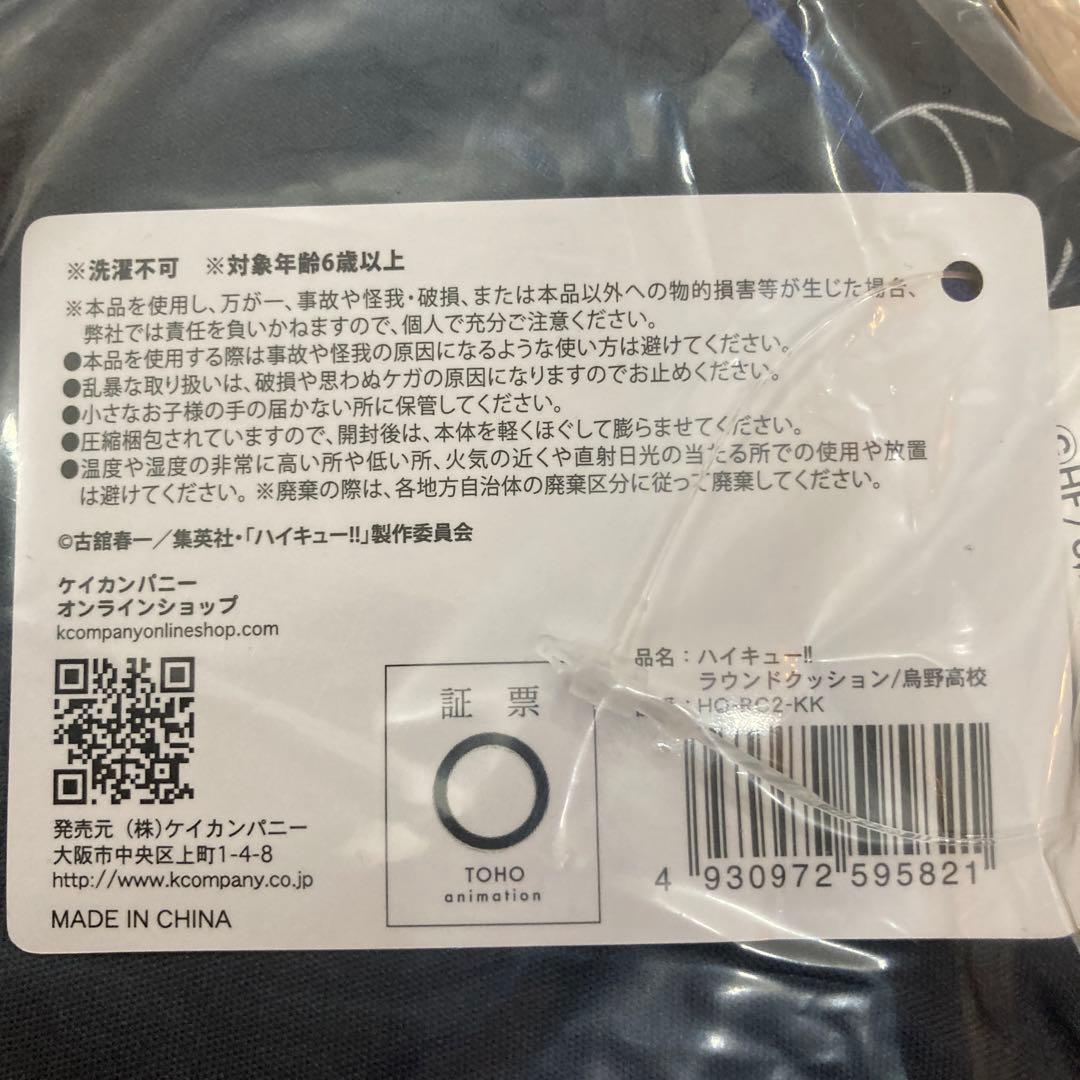 ※洗濯不可 ※対象年齢6歳以上
※本品を使用し、万が一、事故や怪我・破損、または本品以外への物的損害等が生じた場合、
弊社では責任を負いかねますので、個人で充分ご注意ください。
●本品を使用する際は事故や怪我の原因になるような使い方は避けてください。
●乱暴な取り扱いは、破損や思わぬケガの原因になりますのでお止めください。
●小さなお子様の手の届かない所に保管してください。
●圧縮梱包されていますので、開封後は、本体を軽くほぐして膨らませてください。
●温度や湿度の非常に高い所や低い所、火気の近くや直射日光の当たる所での使用や放置
は避けてください。※廃棄の際は、各地方自治体の廃棄区分に従って廃棄してください。
©古舘春一／集英社・「ハイキュー!!」製作委員会
ケイカンパニー
オンラインショップ
kcompanyonlineshop.com
発売元 (株)ケイカンパニー
大阪市中央区上町1-4-8
http://www.kcompany.co.jp
MADE IN CHINA
証票
TOHO
animation
品名：ハイキュー!!
ラウンドクッション/烏野高校
：HQ-RC2-KK
4 930972 595821
©HF/